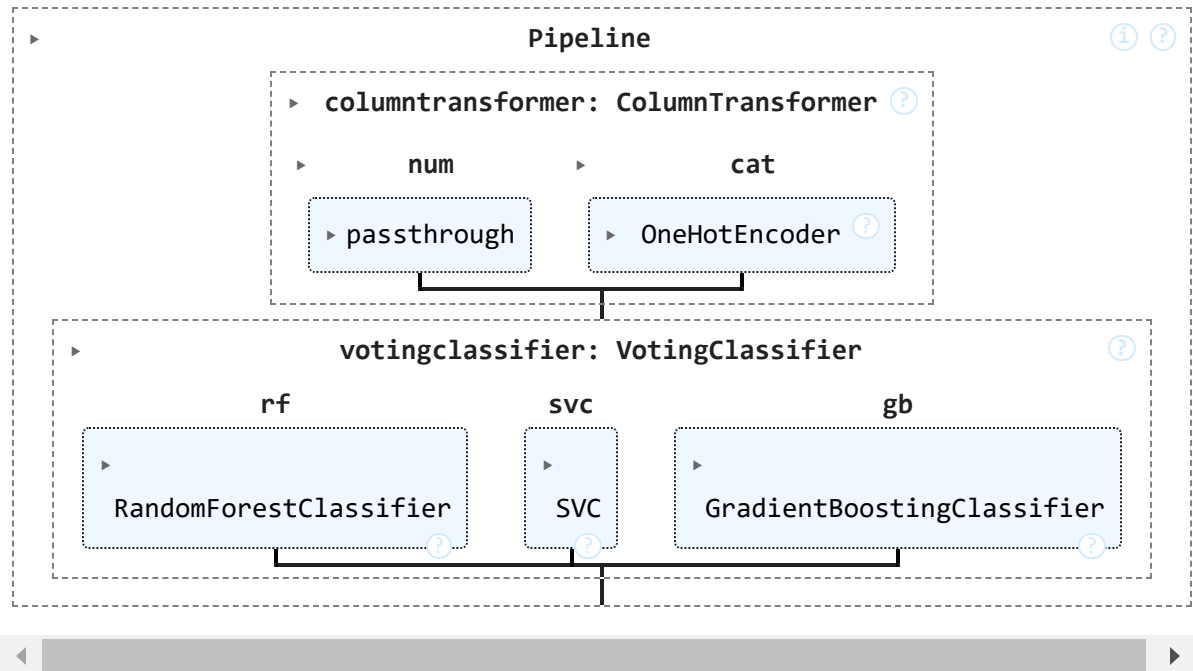 Pipeline
i ?
columntransformer: ColumnTransformer ?
num cat
passthrough OneHotEncoder ?
votingclassifier: VotingClassifier ?
rf svc gb
RandomForestClassifier SVC GradientBoostingClassifier
? ? ?